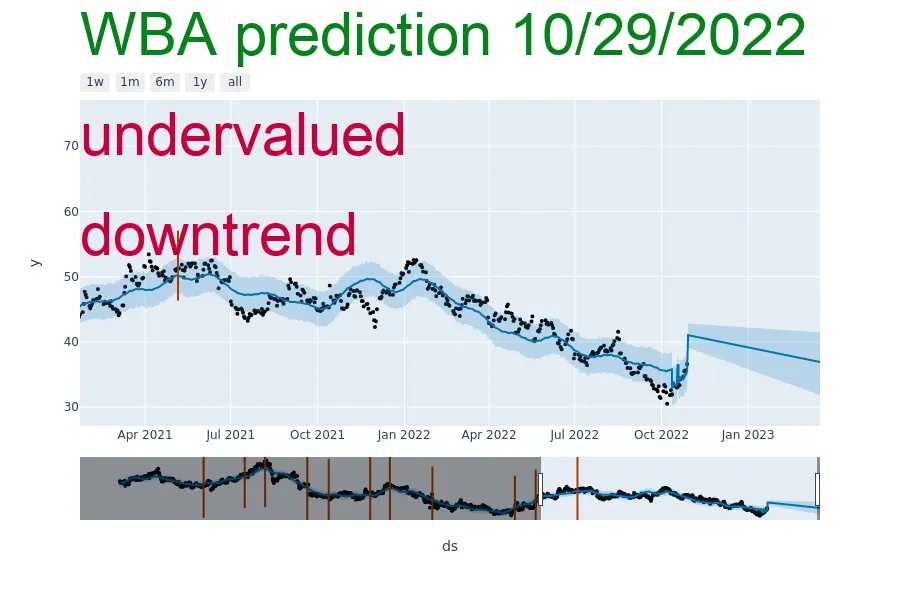 WBA prediction 10/29/2022
1w 1m 6m 1y all
undervalued
downtrend
70
60
50
40
30
y
Apr 2021 Jul 2021 Oct 2021 Jan 2022 Apr 2022 Jul 2022 Oct 2022 Jan 2023
ds